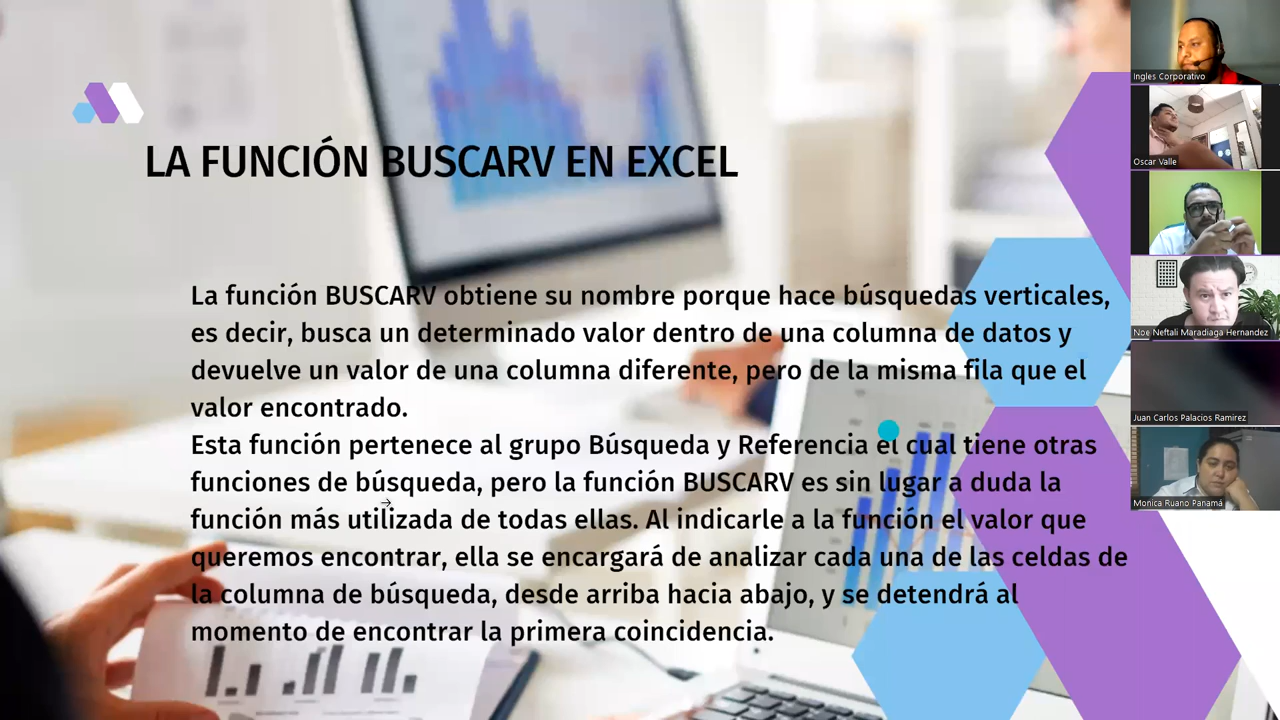 LA FUNCIÓN BUSCARV EN EXCEL
La función BUSCARV obtiene su nombre porque hace búsquedas verticales,
es decir, busca un determinado valor dentro de una columna de datos y
devuelve un valor de una columna diferente, pero de la misma fila que el
valor encontrado.
Esta función pertenece al grupo Búsqueda y Referencia el cual tiene otras
funciones de búsqueda, pero la función BUSCARV es sin lugar a duda la
función más utilizada de todas ellas. Al indicarle a la función el valor que
queremos encontrar, ella se encargará de analizar cada una de las celdas de
la columna de búsqueda, desde arriba hacia abajo, y se detendrá al
momento de encontrar la primera coincidencia.
Ingles Corporativo
Oscar Valle
Noe Neftali Maradiaga Hernandez
Juan Carlos Palacios Ramirez
Monica Ruano Panamá